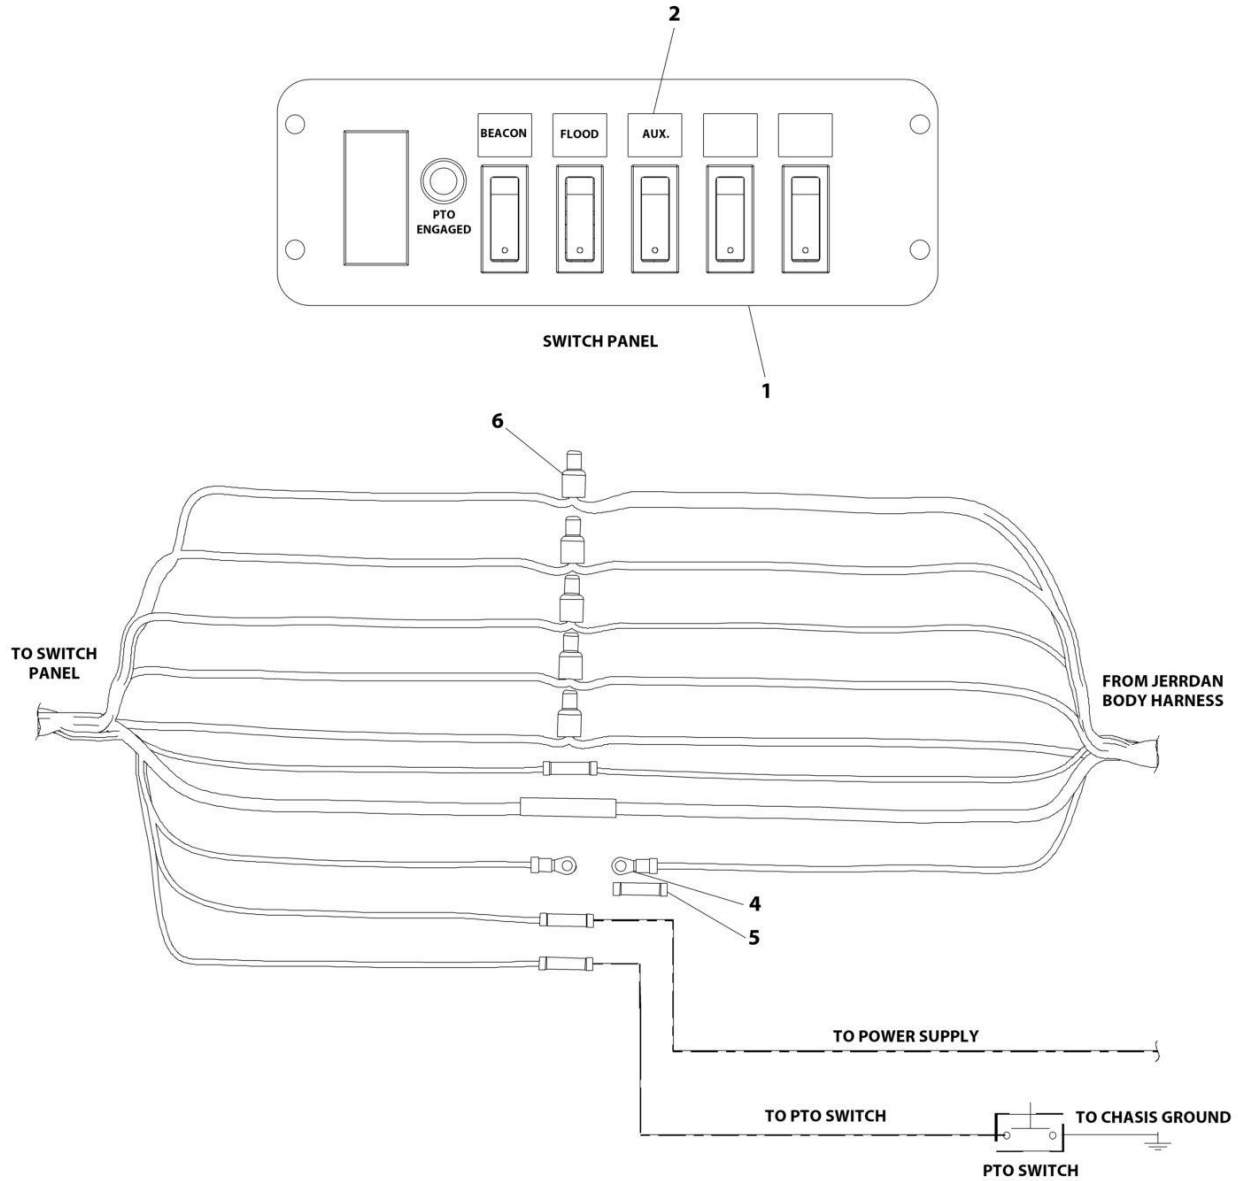 2
BEACON
FLOOD
AUX.
PTO
ENGAGED
SWITCH PANEL
1
6
TO SWITCH
PANEL
FROM JERRDAN
BODY HARNESS
4
5
TO POWER SUPPLY
TO PTO SWITCH
TO CHASIS GROUND
PTO SWITCH